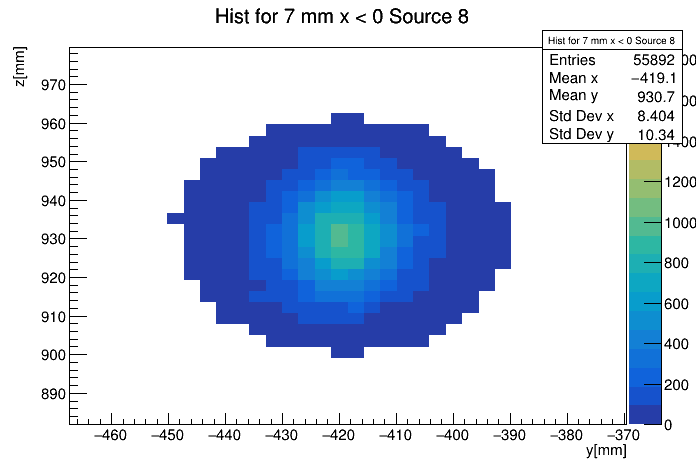 Hist for 7 mm x < 0 Source 8
Hist for 7 mm x < 0 Source 8
Entries 55892
Mean x −419.1
Mean y 930.7
Std Dev x 8.404
Std Dev y 10.34
z[mm]
970
960
950
940
930
920
910
900
890
−460 −450 −440 −430 −420 −410 −400 −390 −380 −370
y[mm]
1200
1000
800
600
400
200
0